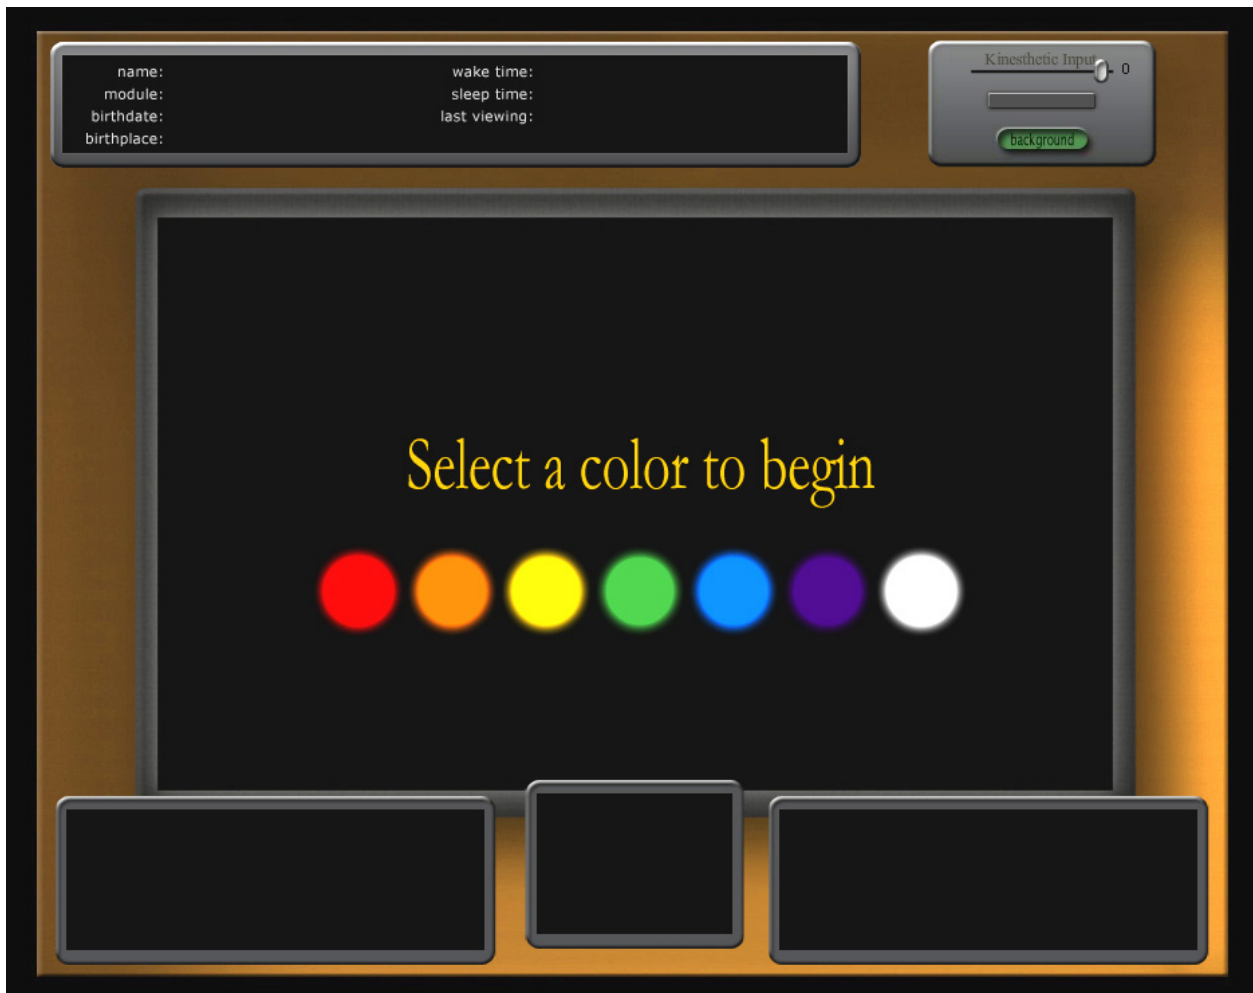 name:
module:
birthdate:
birthplace:
wake time:
sleep time:
last viewing:
Kinesthetic Input
0
background
Select a color to begin